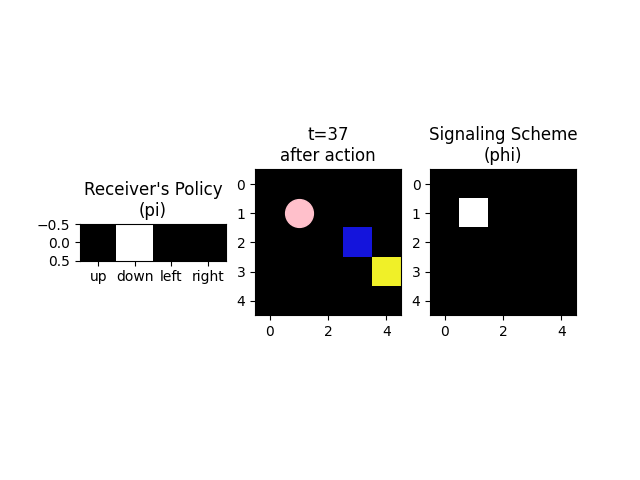 Receiver's Policy
(pi)
−0.5
0.0
0.5
up down left right
t=37
after action
0
1
2
3
4
0 2 4
Signaling Scheme
(phi)
0
1
2
3
4
0 2 4